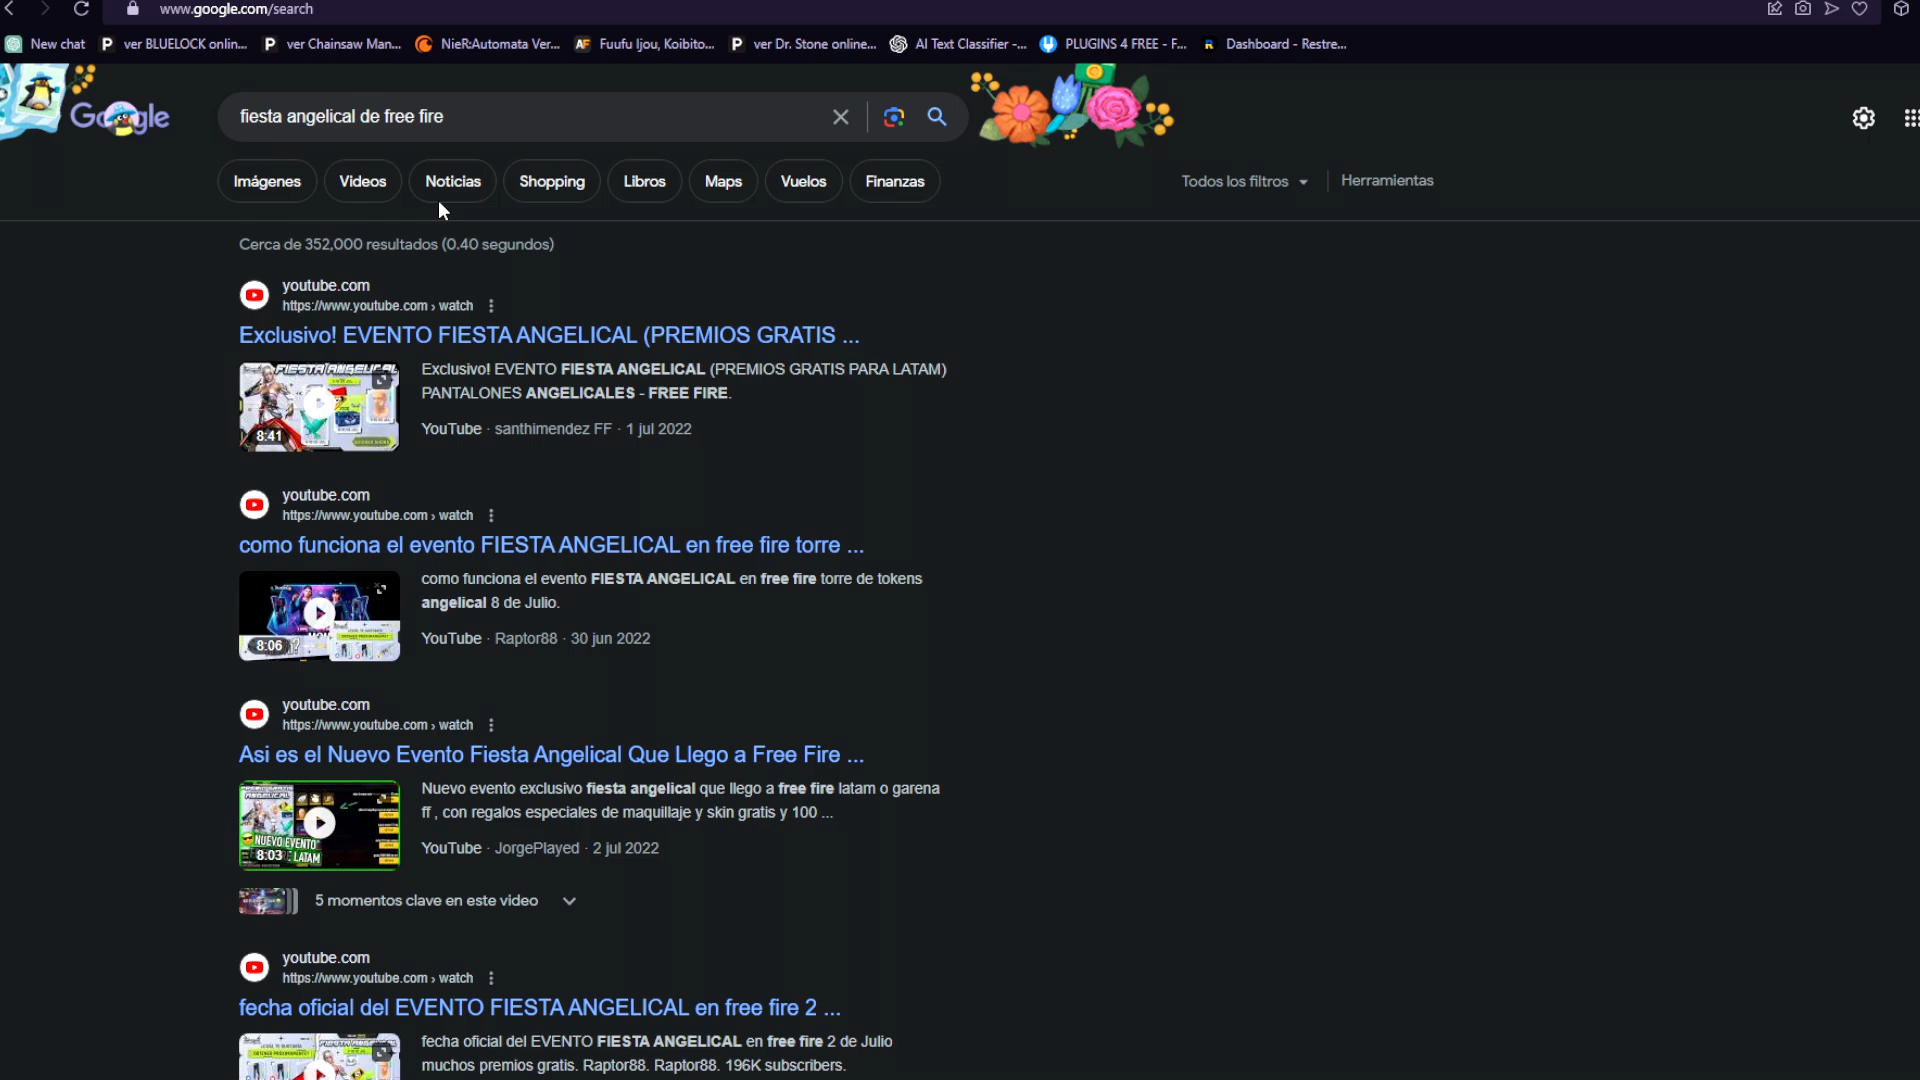 www.google.com/search
New chat
ver BLUELOCK onlin...
ver Chainsaw Man...
NieR:Automata Ver...
Fuufu Ijou, Koibito...
ver Dr. Stone online...
AI Text Classifier -...
PLUGINS 4 FREE - F...
Dashboard - Restre...
Google
fiesta angelical de free fire
Imágenes
Videos
Noticias
Shopping
Libros
Maps
Vuelos
Finanzas
Todos los filtros
Herramientas
Cerca de 352,000 resultados (0.40 segundos)
youtube.com
https://www.youtube.com › watch
Exclusivo! EVENTO FIESTA ANGELICAL (PREMIOS GRATIS ...
FIESTA ANGELICAL
8:41
Exclusivo! EVENTO FIESTA ANGELICAL (PREMIOS GRATIS PARA LATAM)
PANTALONES ANGELICALES - FREE FIRE.
YouTube · santhimendez FF · 1 jul 2022
youtube.com
https://www.youtube.com › watch
como funciona el evento FIESTA ANGELICAL en free fire torre ...
8:06
como funciona el evento FIESTA ANGELICAL en free fire torre de tokens
angelical 8 de Julio.
YouTube · Raptor88 · 30 jun 2022
youtube.com
https://www.youtube.com › watch
Asi es el Nuevo Evento Fiesta Angelical Que Llego a Free Fire ...
ANGELICAL
NUEVO EVENTO
8:03
LATAM
Nuevo evento exclusivo fiesta angelical que llego a free fire latam o garena
ff , con regalos especiales de maquillaje y skin gratis y 100 ...
YouTube · JorgePlayed · 2 jul 2022
5 momentos clave en este video
youtube.com
https://www.youtube.com › watch
fecha oficial del EVENTO FIESTA ANGELICAL en free fire 2 ...
fecha oficial del EVENTO FIESTA ANGELICAL en free fire 2 de Julio
muchos premios gratis. Raptor88. Raptor88. 196K subscribers.